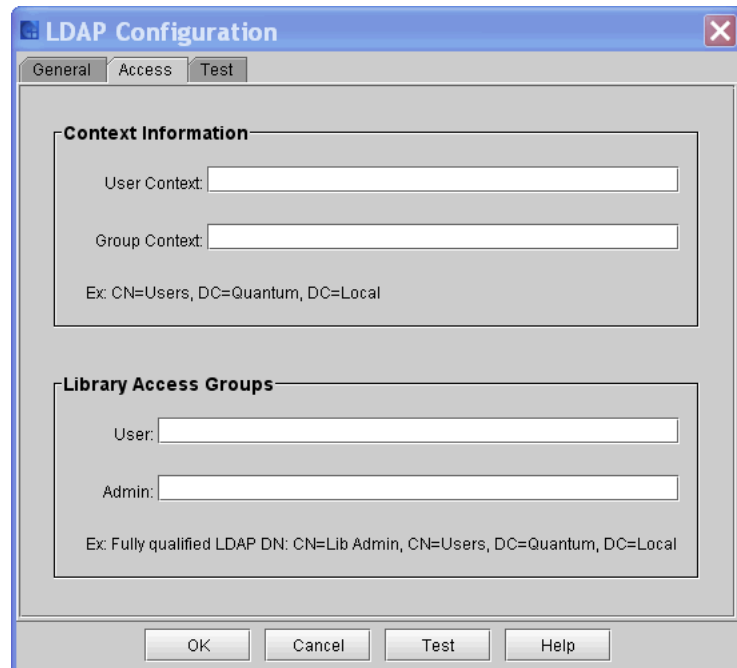 LDAP Configuration
General Access Test
Context Information
User Context:
Group Context:
Ex: CN=Users, DC=Quantum, DC=Local
Library Access Groups
User:
Admin:
Ex: Fully qualified LDAP DN: CN=Lib Admin, CN=Users, DC=Quantum, DC=Local
OK Cancel Test Help